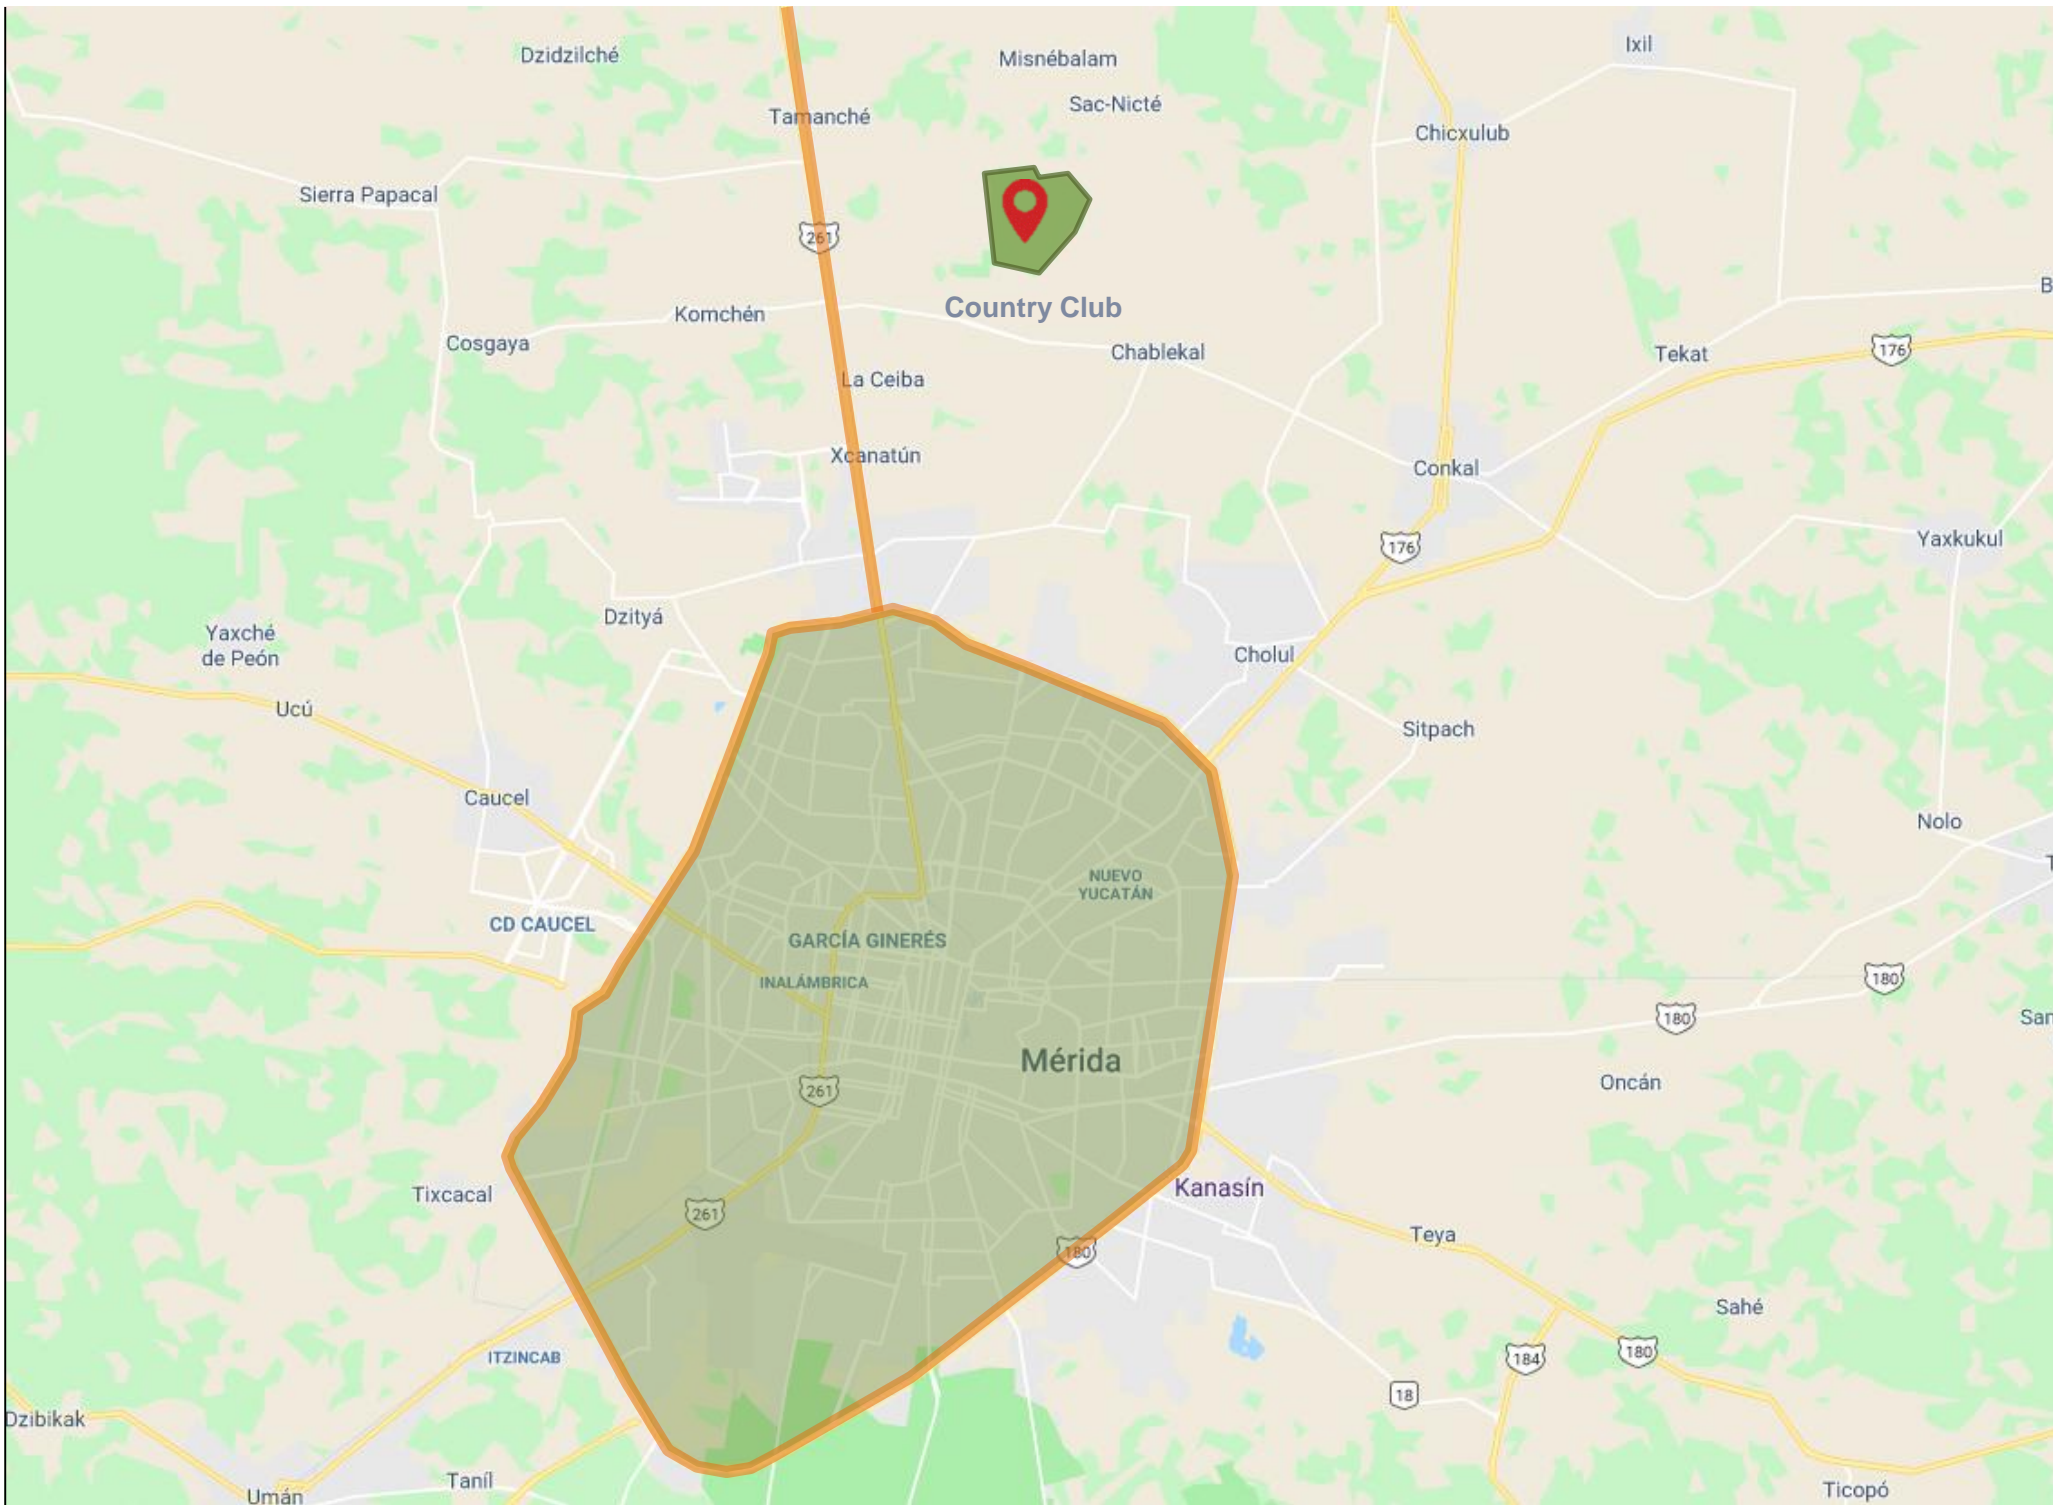 Dzidzilché
Misnébalam
Ixil
Sac-Nicté
Tamanché
Chicxulub
Sierra Papacal
261
Country Club
Komchén
Cosgaya
Chablekal
Tekat
176
B
La Ceiba
Xcanatún
Conkal
176
Yaxkukul
Dzityá
Yaxché
de Peón
Cholul
Ucú
Sitpach
Caucel
Nolo
T
NUEVO
YUCATÁN
CD CAUCEL
GARCÍA GINERÉS
INALÁMBRICA
180
180
San
Mérida
261
Oncán
Tixcacal
Kanasín
261
180
Teya
Sahé
ITZINCAB
184
180
18
Dzibikak
Taníl
Umán
Ticopó